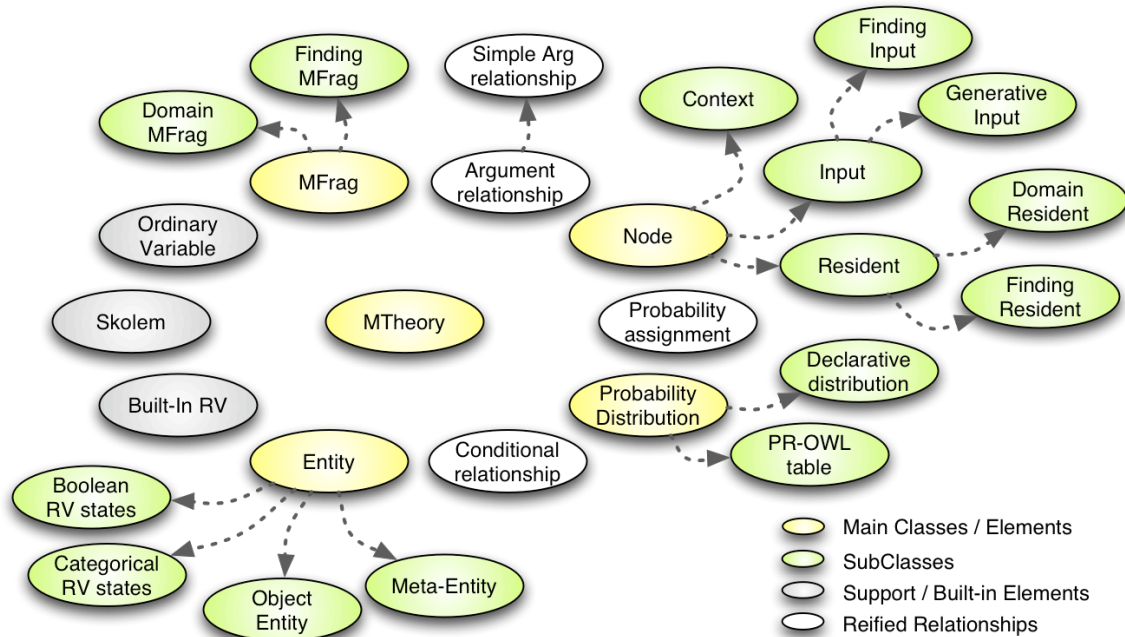 Finding
MFrag
Simple Arg
relationship
Finding
Input
Domain
MFrag
Context
Generative
Input
MFrag
Argument
relationship
Input
Domain
Resident
Ordinary
Variable
Node
Resident
Finding
Resident
Skolem
MTheory
Probability
assignment
Declarative
distribution
Built-In RV
Probability
Distribution
PR-OWL
table
Entity
Conditional
relationship
Boolean
RV states
Categorical
RV states
Object
Entity
Meta-Entity
Main Classes / Elements
SubClasses
Support / Built-in Elements
Reified Relationships